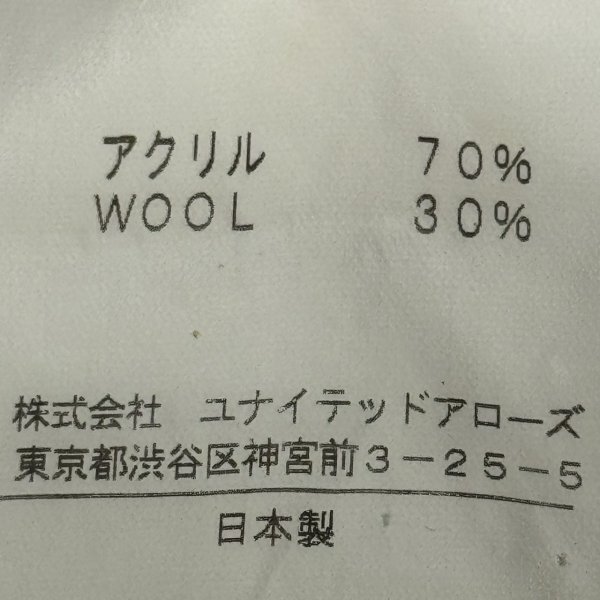 アクリル 70%
WOOL 30%
株式会社 ユナイテッドアローズ
東京都渋谷区神宮前3-25-5
日本製